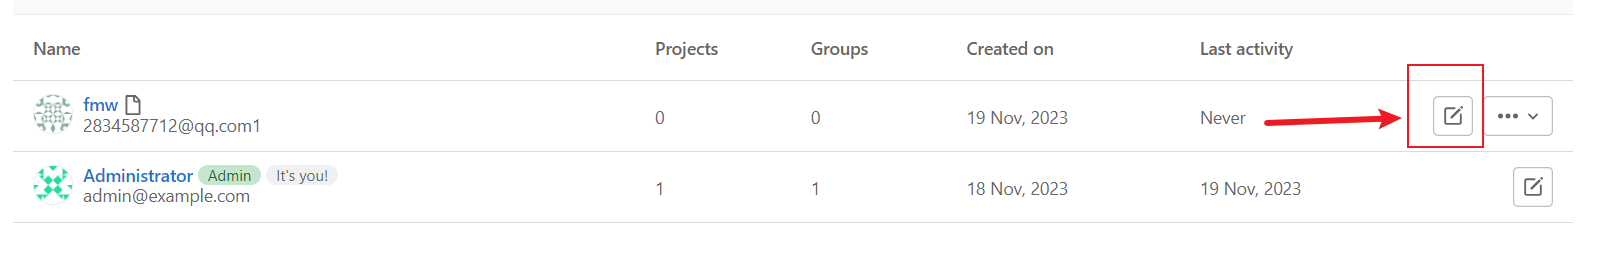 Name Projects Groups Created on Last activity
fmw
2834587712@qq.com1
0 0 19 Nov, 2023 Never
Administrator Admin It's you!
admin@example.com
1 1 18 Nov, 2023 19 Nov, 2023